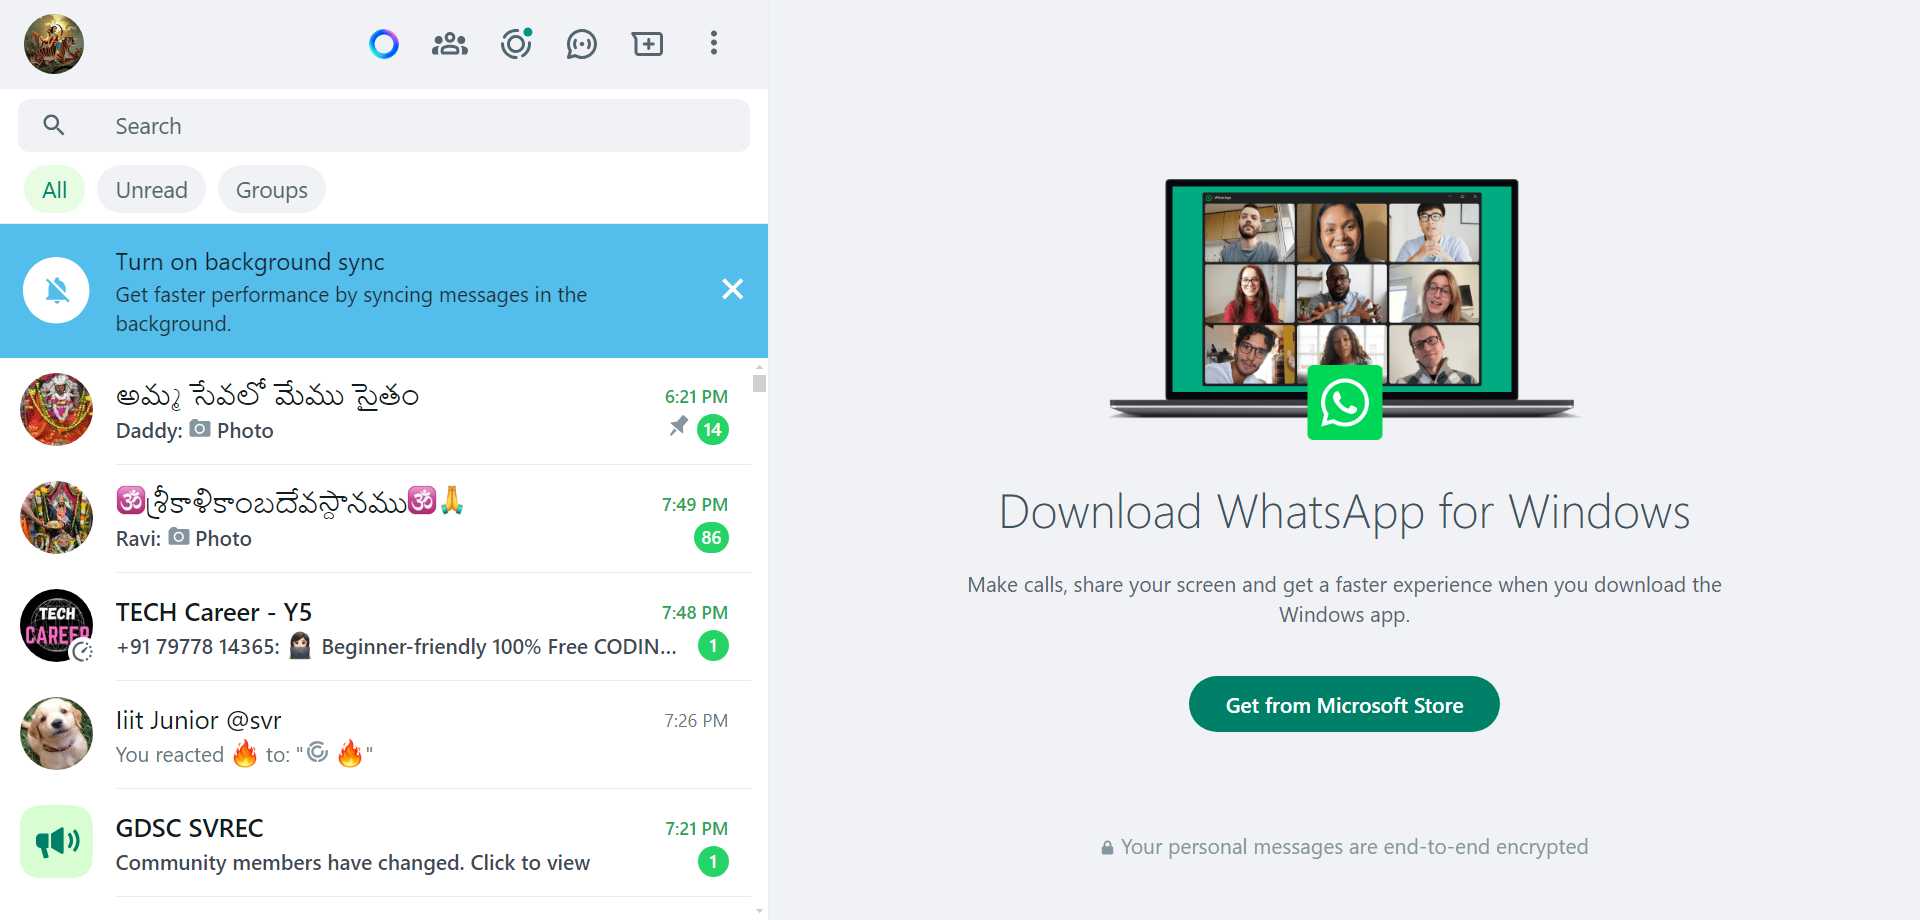 Search
All
Unread
Groups
Turn on background sync
Get faster performance by syncing messages in the
background.
అమ్మ సేవలో మేము సైతం
6:21 PM
Daddy: 📷 Photo
14
🕉️శ్రీకాళికాంబదేవస్దానము🕉️🙏
7:49 PM
Ravi: 📷 Photo
86
TECH
CAREER
TECH Career - Y5
7:48 PM
+91 79778 14365: Beginner-friendly 100% Free CODIN...
1
Iiit Junior @svr
7:26 PM
You reacted 🔥 to: "🔥"
GDSC SVREC
7:21 PM
Community members have changed. Click to view
1
WhatsApp
Download WhatsApp for Windows
Make calls, share your screen and get a faster experience when you download the
Windows app.
Get from Microsoft Store
Your personal messages are end-to-end encrypted